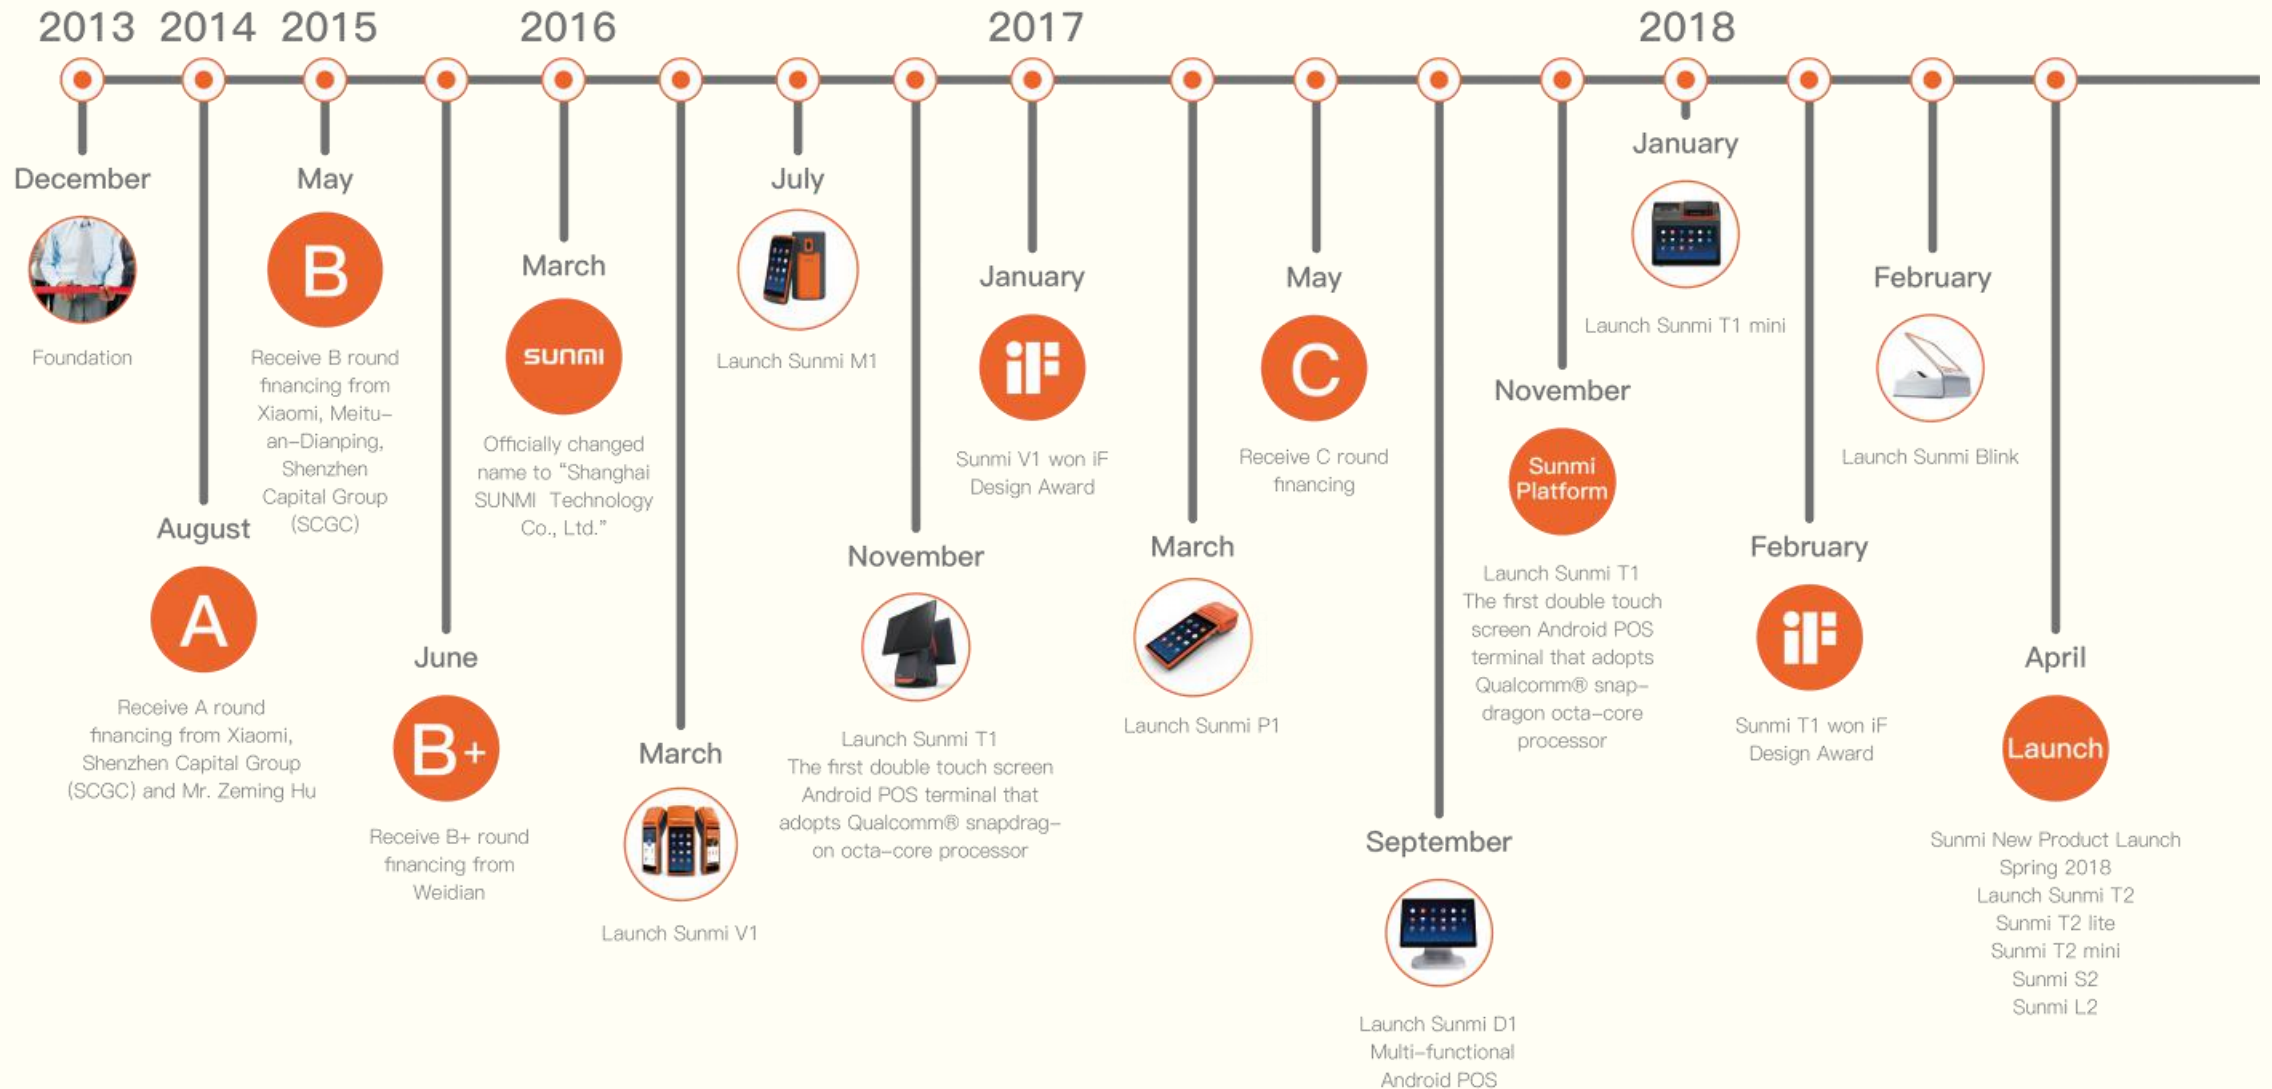 2013
2014
2015
2016
2017
2018
December
Foundation
August
A
Receive A round
financing from Xiaomi,
Shenzhen Capital Group
(SCGC) and Mr. Zeming Hu
May
B
Receive B round
financing from
Xiaomi, Meitu–
an–Dianping,
Shenzhen
Capital Group
(SCGC)
June
B+
Receive B+ round
financing from
Weidian
March
SUNMI
Officially changed
name to “Shanghai
SUNMI Technology
Co., Ltd.”
March
Launch Sunmi V1
July
Launch Sunmi M1
November
Launch Sunmi T1
The first double touch screen
Android POS terminal that
adopts Qualcomm® snapdrag–
on octa–core processor
January
iF
Sunmi V1 won iF
Design Award
March
Launch Sunmi P1
May
C
Receive C round
financing
September
Launch Sunmi D1
Multi–functional
Android POS
November
Sunmi
Platform
Launch Sunmi T1
The first double touch
screen Android POS
terminal that adopts
Qualcomm® snap–
dragon octa–core
processor
January
Launch Sunmi T1 mini
February
iF
Sunmi T1 won iF
Design Award
February
Launch Sunmi Blink
April
Launch
Sunmi New Product Launch
Spring 2018
Launch Sunmi T2
Sunmi T2 lite
Sunmi T2 mini
Sunmi S2
Sunmi L2